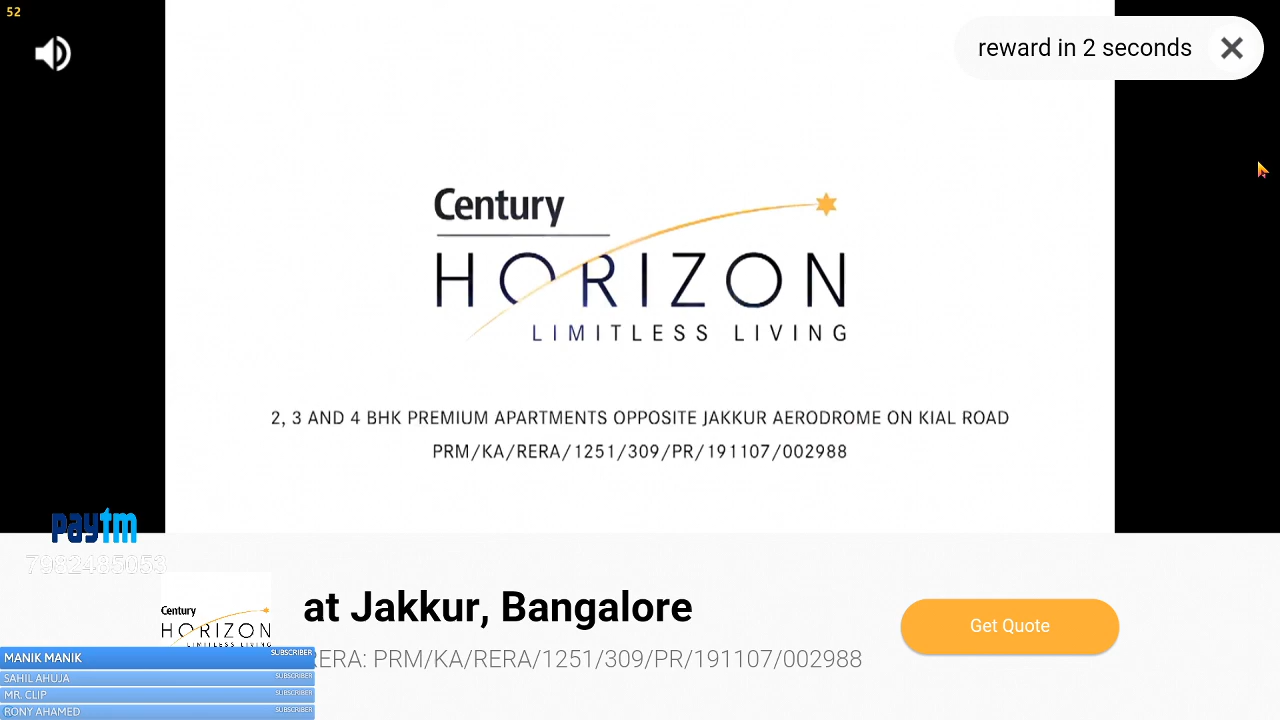 52
reward in 2 seconds
Century
HORIZON
LIMITLESS LIVING
2, 3 AND 4 BHK PREMIUM APARTMENTS OPPOSITE JAKKUR AERODROME ON KIAL ROAD
PRM/KA/RERA/1251/309/PR/191107/002988
paytm
7982485053
Century
HORIZON
LIMITLESS LIVING
at Jakkur, Bangalore
Get Quote
RERA: PRM/KA/RERA/1251/309/PR/191107/002988
MANIK MANIK SUBSCRIBER
SAHIL AHUJA SUBSCRIBER
MR. CLIP SUBSCRIBER
RONY AHAMED SUBSCRIBER